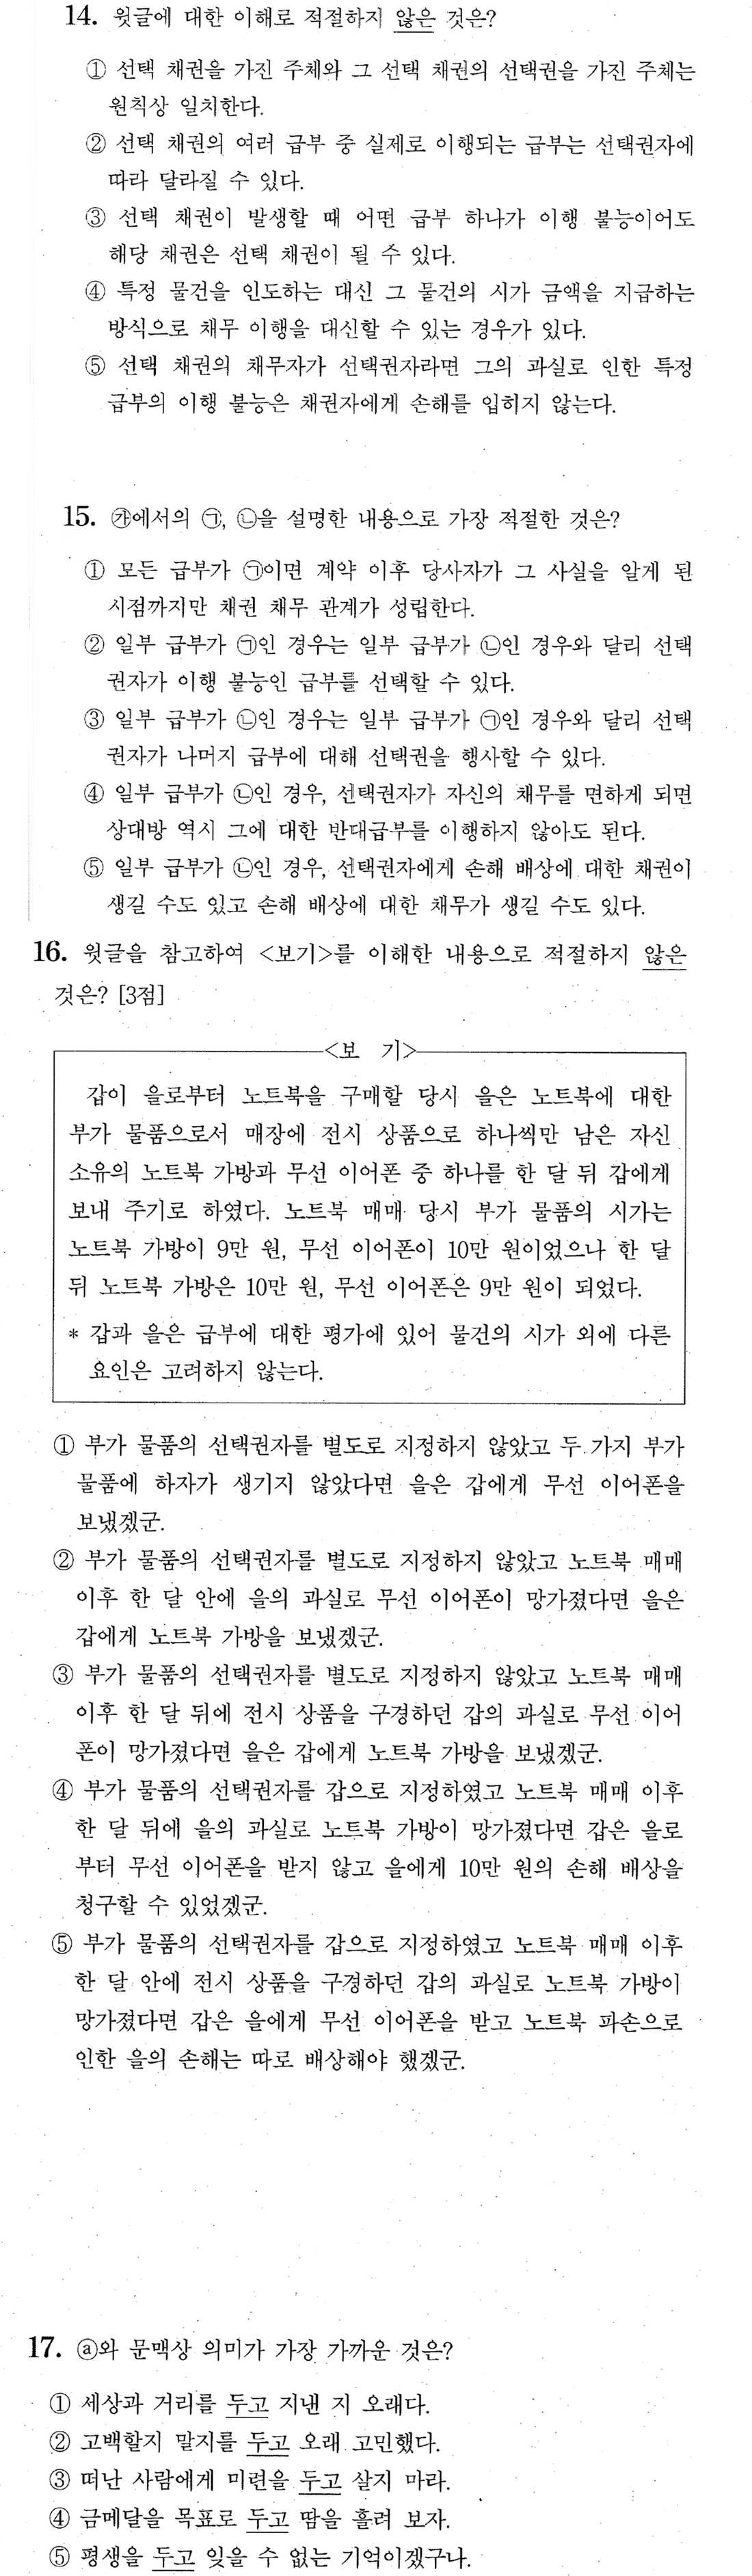 14. 윗글에 대한 이해로 적절하지 않은 것은?
① 선택 채권을 가진 주체와 그 선택 채권의 선택권을 가진 주체는
원칙상 일치한다.
② 선택 채권의 여러 급부 중 실제로 이행되는 급부는 선택권자에
따라 달라질 수 있다.
③ 선택 채권이 발생할 때 어떤 급부 하나가 이행 불능이어도
해당 채권은 선택 채권이 될 수 있다.
④ 특정 물건을 인도하는 대신 그 물건의 시가 금액을 지급하는
방식으로 채무 이행을 대신할 수 있는 경우가 있다.
⑤ 선택 채권의 채무자가 선택권자라면 그의 과실로 인한 특정
급부의 이행 불능은 채권자에게 손해를 입히지 않는다.
15. ㉮에서의 ㉠, ㉡을 설명한 내용으로 가장 적절한 것은?
① 모든 급부가 ㉠이면 계약 이후 당사자가 그 사실을 알게 된
시점까지만 채권 채무 관계가 성립한다.
② 일부 급부가 ㉠인 경우는 일부 급부가 ㉡인 경우와 달리 선택
권자가 이행 불능인 급부를 선택할 수 있다.
③ 일부 급부가 ㉡인 경우는 일부 급부가 ㉠인 경우와 달리 선택
권자가 나머지 급부에 대해 선택권을 행사할 수 있다.
④ 일부 급부가 ㉡인 경우, 선택권자가 자신의 채무를 면하게 되면
상대방 역시 그에 대한 반대급부를 이행하지 않아도 된다.
⑤ 일부 급부가 ㉡인 경우, 선택권자에게 손해 배상에 대한 채권이
생길 수도 있고 손해 배상에 대한 채무가 생길 수도 있다.
16. 윗글을 참고하여 <보기>를 이해한 내용으로 적절하지 않은
것은? [3점]
<보 기>
갑이 을로부터 노트북을 구매할 당시 을은 노트북에 대한
부가 물품으로서 매장에 전시 상품으로 하나씩만 남은 자신
소유의 노트북 가방과 무선 이어폰 중 하나를 한 달 뒤 갑에게
보내 주기로 하였다. 노트북 매매 당시 부가 물품의 시가는
노트북 가방이 9만 원, 무선 이어폰이 10만 원이었으나 한 달
뒤 노트북 가방은 10만 원, 무선 이어폰은 9만 원이 되었다.
* 갑과 을은 급부에 대한 평가에 있어 물건의 시가 외에 다른
요인은 고려하지 않는다.
① 부가 물품의 선택권자를 별도로 지정하지 않았고 두 가지 부가
물품에 하자가 생기지 않았다면 을은 갑에게 무선 이어폰을
보냈겠군.
② 부가 물품의 선택권자를 별도로 지정하지 않았고 노트북 매매
이후 한 달 안에 을의 과실로 무선 이어폰이 망가졌다면 을은
갑에게 노트북 가방을 보냈겠군.
③ 부가 물품의 선택권자를 별도로 지정하지 않았고 노트북 매매
이후 한 달 뒤에 전시 상품을 구경하던 갑의 과실로 무선 이어
폰이 망가졌다면 을은 갑에게 노트북 가방을 보냈겠군.
④ 부가 물품의 선택권자를 갑으로 지정하였고 노트북 매매 이후
한 달 뒤에 을의 과실로 노트북 가방이 망가졌다면 갑은 을로
부터 무선 이어폰을 받지 않고 을에게 10만 원의 손해 배상을
청구할 수 있었겠군.
⑤ 부가 물품의 선택권자를 갑으로 지정하였고 노트북 매매 이후
한 달 안에 전시 상품을 구경하던 갑의 과실로 노트북 가방이
망가졌다면 갑은 을에게 무선 이어폰을 받고 노트북 파손으로
인한 을의 손해는 따로 배상해야 했겠군.
17. ⓐ와 문맥상 의미가 가장 가까운 것은?
① 세상과 거리를 두고 지낸 지 오래다.
② 고백할지 말지를 두고 오래 고민했다.
③ 떠난 사람에게 미련을 두고 살지 마라.
④ 금메달을 목표로 두고 땀을 흘려 보자.
⑤ 평생을 두고 잊을 수 없는 기억이겠구나.